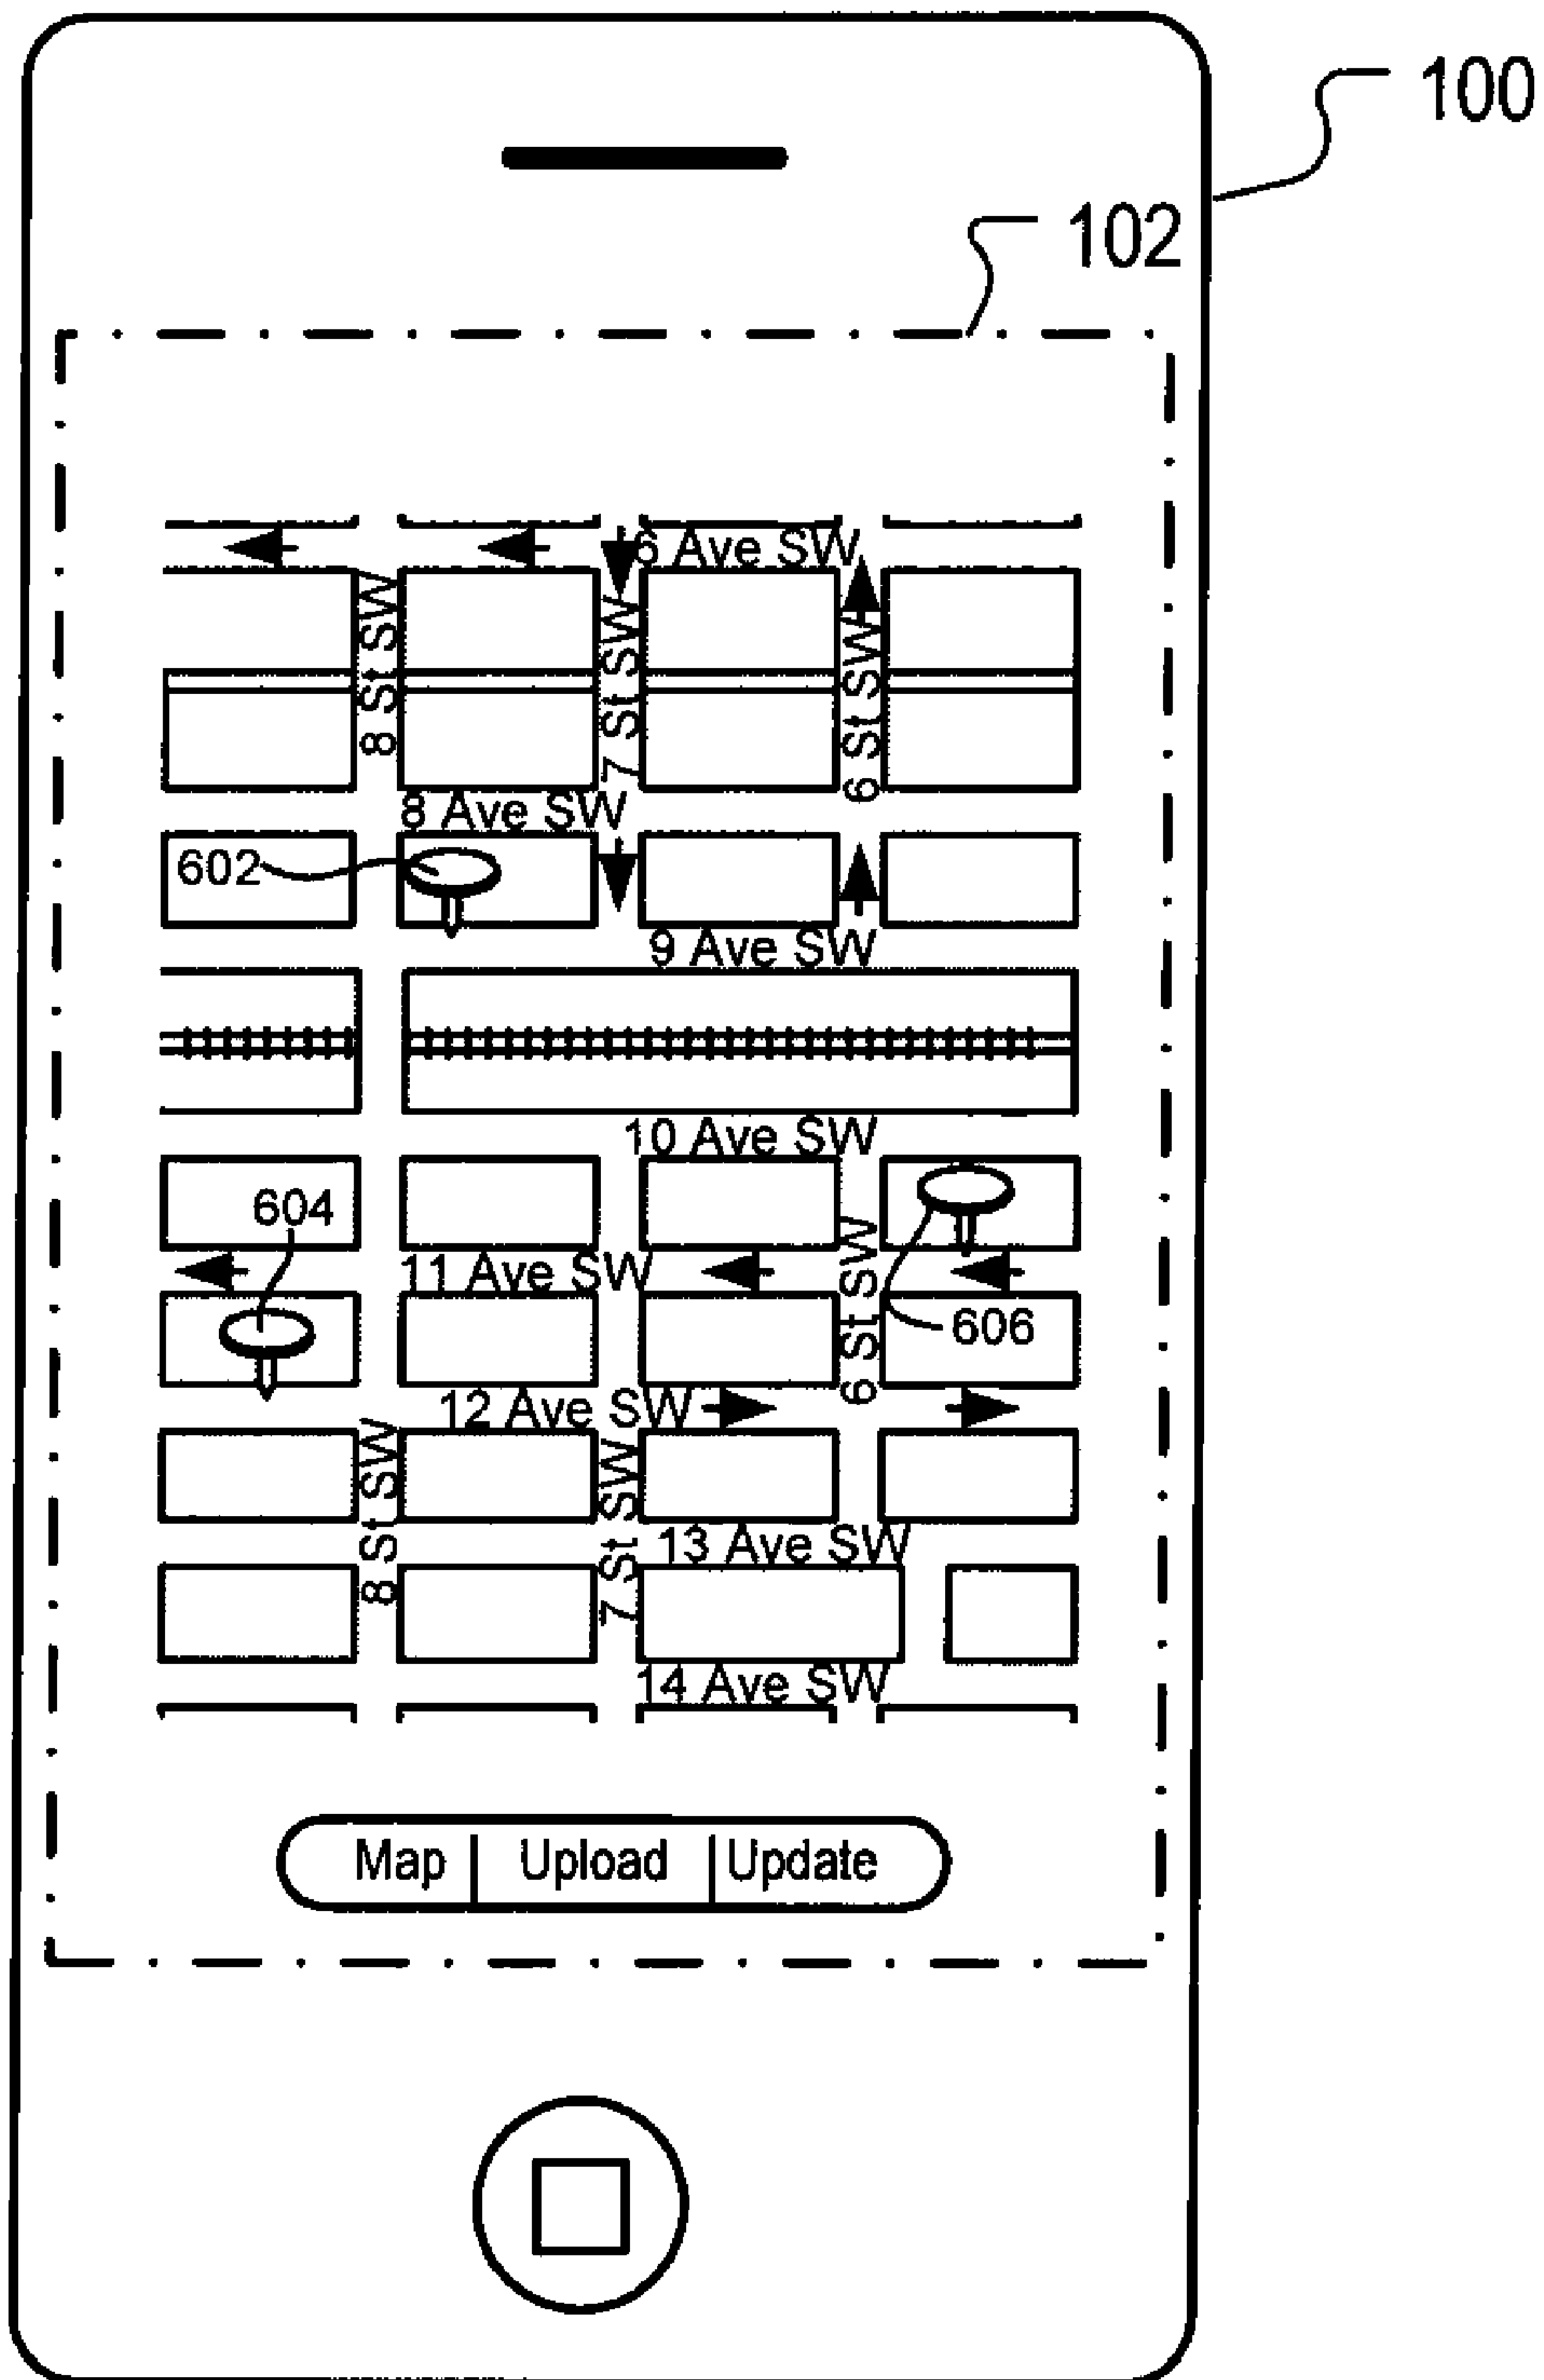 100
102
6 Ave SW
8 St SW
7 St SW
6 St SW
8 Ave SW
602
9 Ave SW
10 Ave SW
604
11 Ave SW
6 St SW
606
12 Ave SW
8 St SW
7 St SW
13 Ave SW
14 Ave SW
Map | Upload | Update